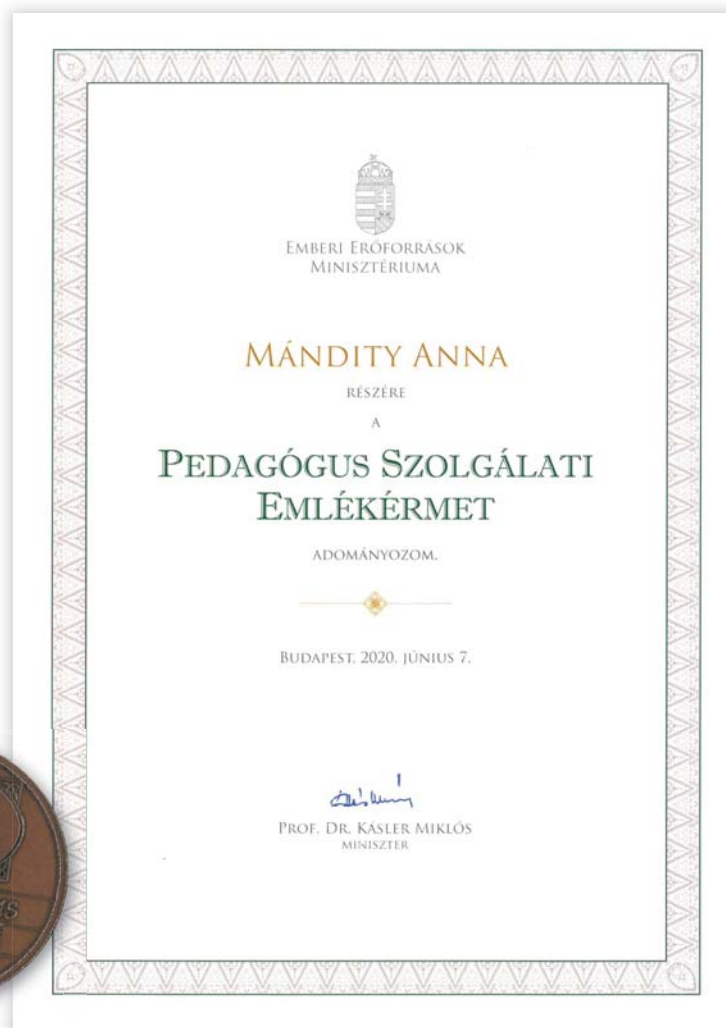 EMBERI ERŐFORRÁSOK
MINISZTÉRIUMA
MÁNDITY ANNA
RÉSZÉRE
A
PEDAGÓGUS SZOLGÁLATI
EMLÉKÉRMET
ADOMÁNYOZOM.
BUDAPEST, 2020. JÚNIUS 7.
PROF. DR. KÁSLER MIKLÓS
MINISZTER